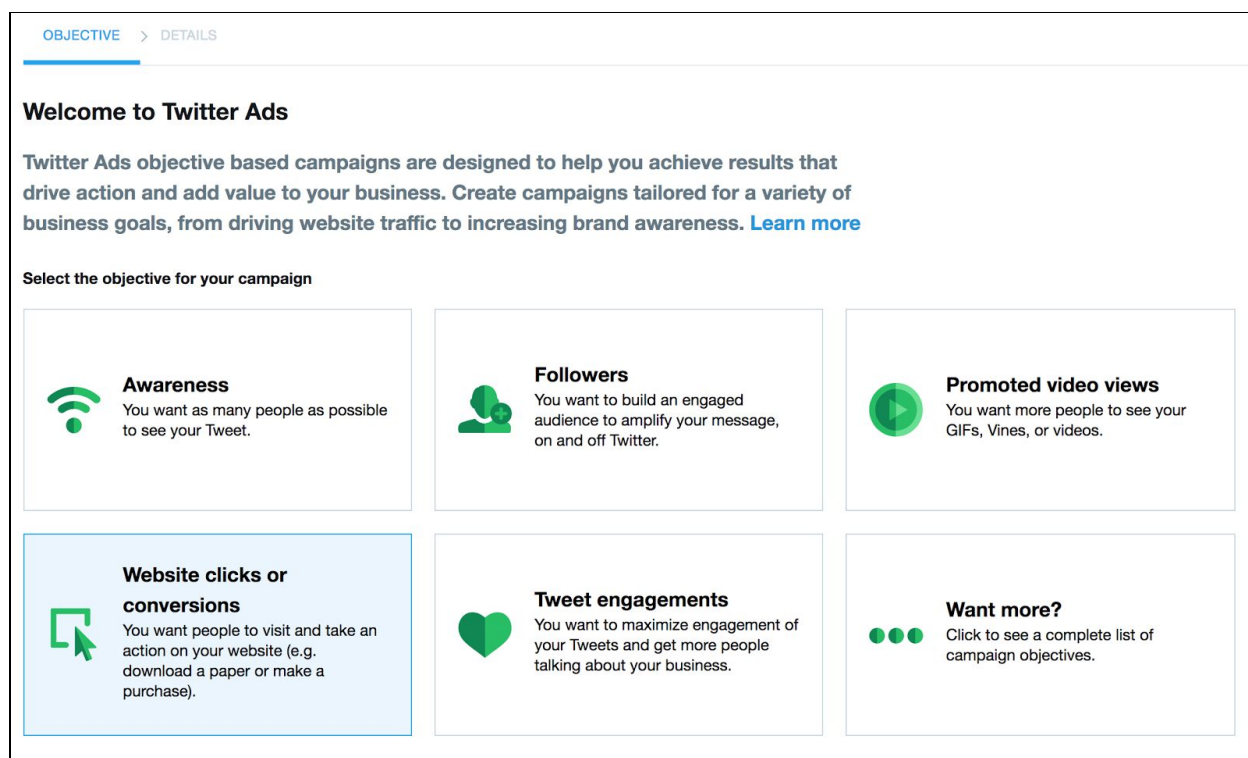 OBJECTIVE > DETAILS
Welcome to Twitter Ads
Twitter Ads objective based campaigns are designed to help you achieve results that
drive action and add value to your business. Create campaigns tailored for a variety of
business goals, from driving website traffic to increasing brand awareness. Learn more
Select the objective for your campaign
Awareness
You want as many people as possible
to see your Tweet.
Followers
You want to build an engaged
audience to amplify your message,
on and off Twitter.
Promoted video views
You want more people to see your
GIFs, Vines, or videos.
Website clicks or
conversions
You want people to visit and take an
action on your website (e.g.
download a paper or make a
purchase).
Tweet engagements
You want to maximize engagement of
your Tweets and get more people
talking about your business.
Want more?
Click to see a complete list of
campaign objectives.